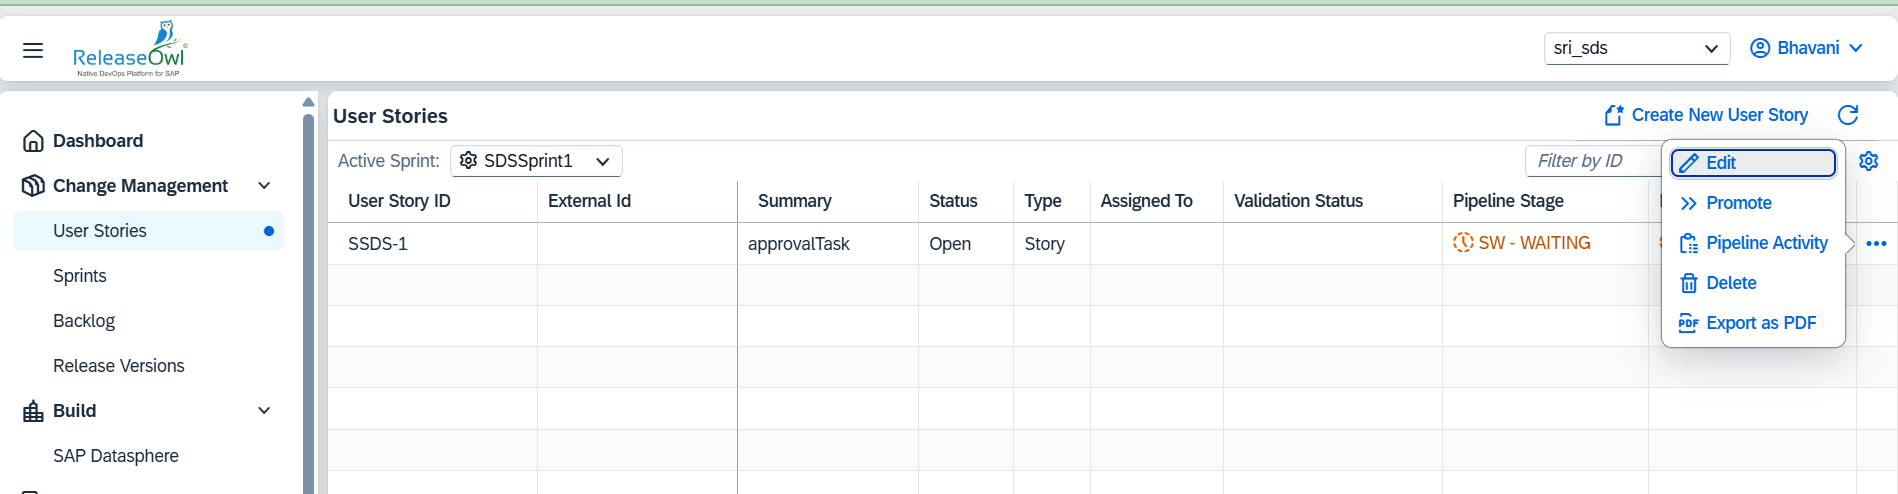 ReleaseOwl®
Native DevOps Platform for SAP
sri_sds
Bhavani
Dashboard
Change Management
User Stories
Sprints
Backlog
Release Versions
Build
SAP Datasphere
User Stories
Create New User Story
Active Sprint: SDSSprint1
Filter by ID
User Story ID External Id Summary Status Type Assigned To Validation Status Pipeline Stage
SSDS-1 approvalTask Open Story SW - WAITING
Edit
Promote
Pipeline Activity
Delete
PDF Export as PDF